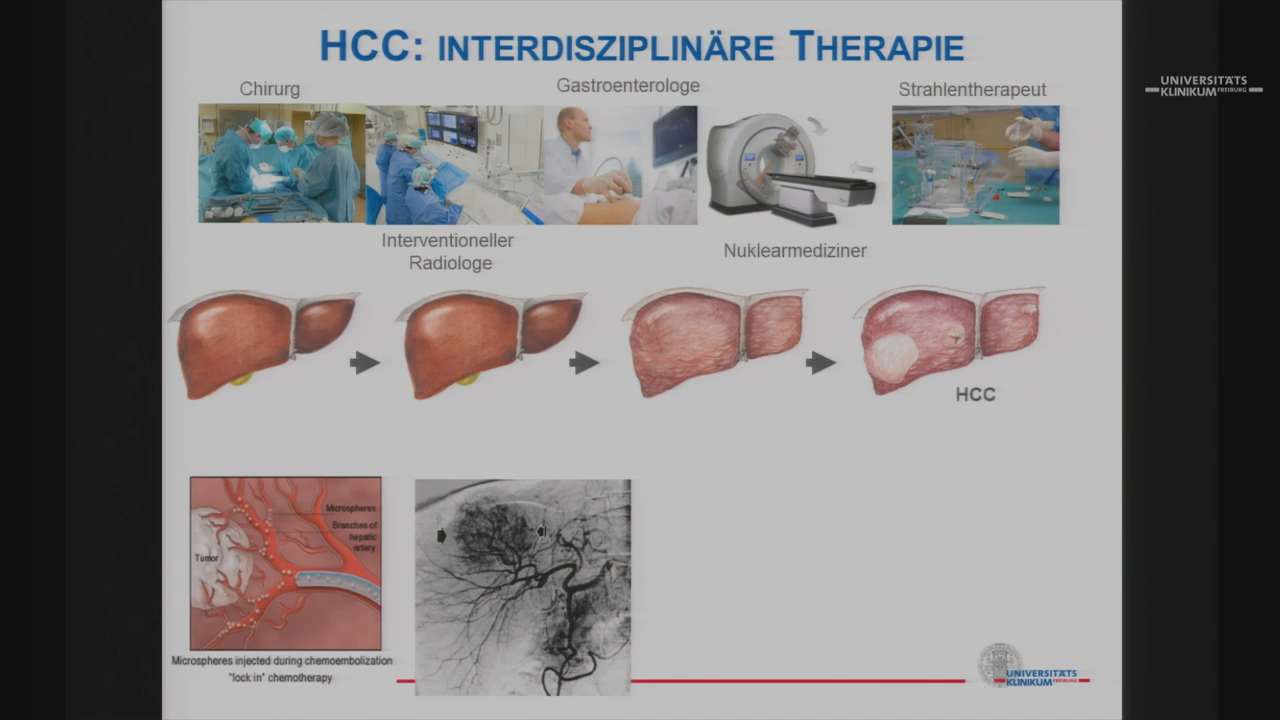 HCC: INTERDISZIPLINÄRE THERAPIE
Chirurg
Gastroenterologe
Strahlentherapeut
UNIVERSITÄTS
KLINIKUM FREIBURG
Interventioneller
Radiologe
Nuklearmediziner
HCC
Microspheres
Branches of
hepatic
artery
Tumor
Microspheres injected during chemoembolization
"lock in" chemotherapy
UNIVERSITÄTS
KLINIKUM FREIBURG